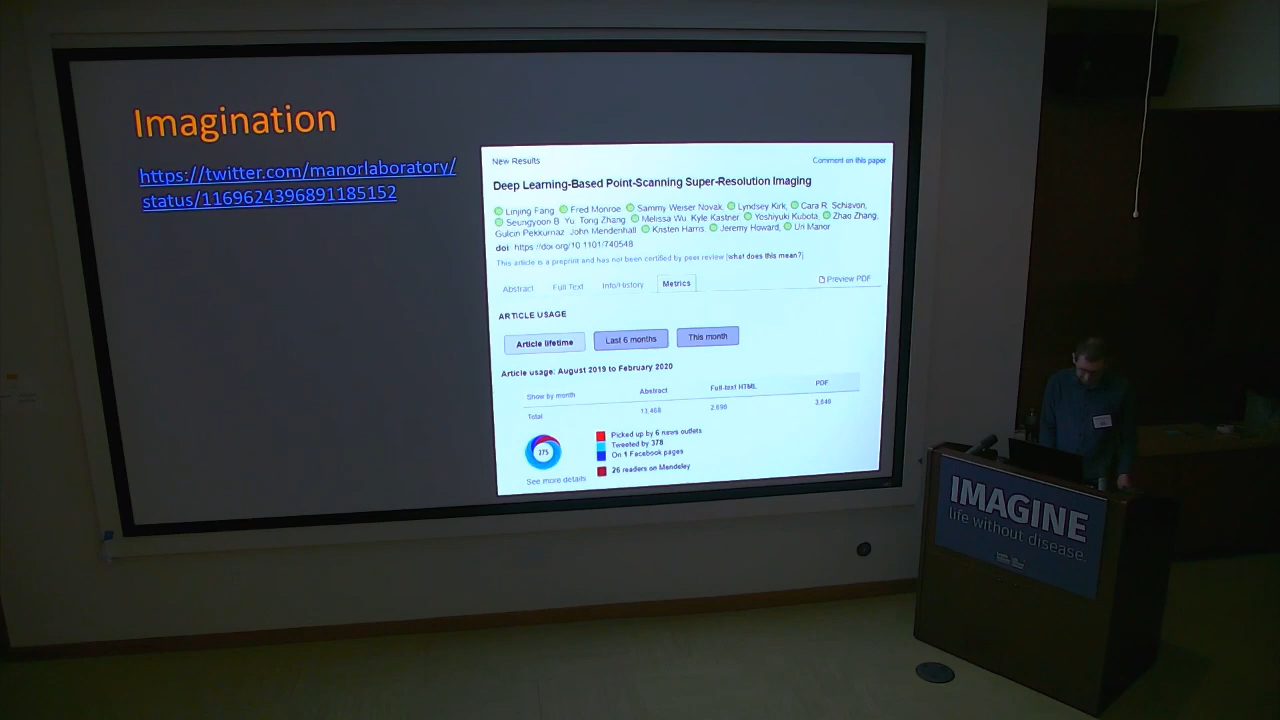 Imagination
https://twitter.com/manorlaboratory/
status/1169624396891185152
New Results
Comment on this paper
Deep Learning-Based Point-Scanning Super-Resolution Imaging
Linjing Fang, Fred Monroe, Sammy Weiser Novak, Lyndsey Kirk, Cara R. Schiavon,
Seungyoon B. Yu, Tong Zhang, Melissa Wu, Kyle Kastner, Yoshiyuki Kubota, Zhao Zhang,
Gulcin Pekkurnaz, John Mendenhall, Kristen Harris, Jeremy Howard, Uri Manor
doi: https://doi.org/10.1101/740548
This article is a preprint and has not been certified by peer review [what does this mean?]
Abstract Full Text Info/History Metrics Preview PDF
ARTICLE USAGE
Article lifetime Last 6 months This month
Article usage: August 2019 to February 2020
Show by month Abstract Full-text HTML PDF
Total 13,468 2,698 3,849
Picked up by 6 news outlets
Tweeted by 378
On 1 Facebook pages
26 readers on Mendeley
275
See more details
IMAGINE
life without disease.